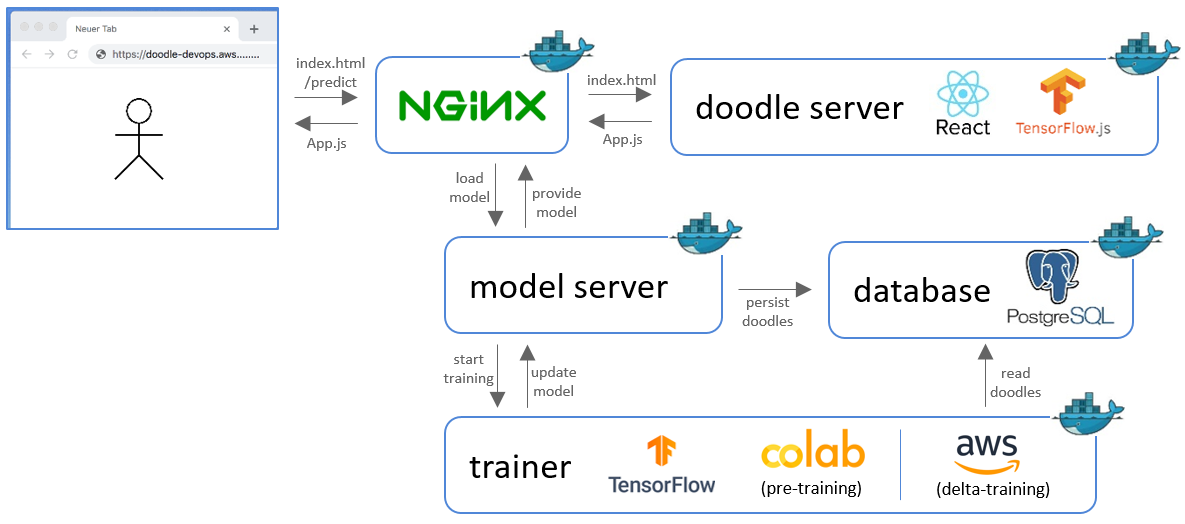 Neuer Tab
https://doodle-devops.aws........
index.html
/predict
App.js
NGINX
index.html
App.js
doodle server
React
TensorFlow.js
load
model
provide
model
model server
persist
doodles
database
PostgreSQL
start
training
update
model
read
doodles
trainer
TensorFlow
colab
(pre-training)
aws
(delta-training)